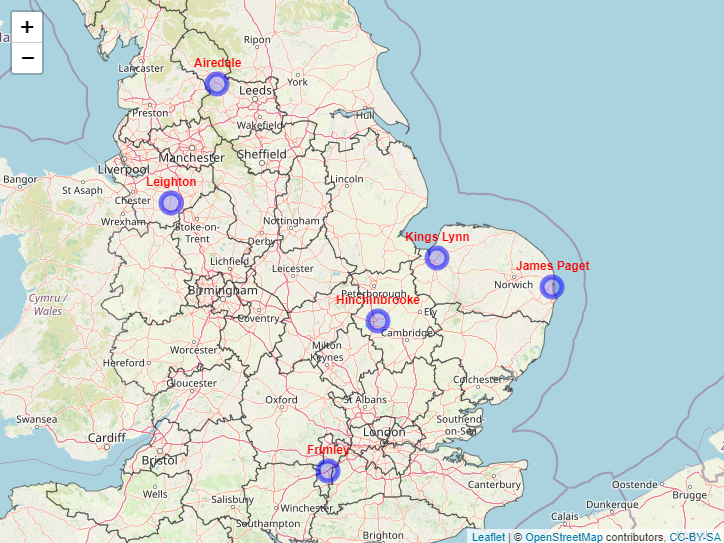 +
−
Ripon
Airedale
Lancaster
York
Leeds
Preston
Hull
Wakefield
Manchester
Sheffield
Liverpool
Bangor
Leighton
Lincoln
St Asaph
Chester
Wrexham
Stoke-on-
Trent
Nottingham
Kings Lynn
Derby
Lichfield
Leicester
James Paget
Norwich
Birmingham
Peterborough
Hinchinbrooke
Cymru /
Wales
Ely
Coventry
Cambridge
Milton
Keynes
Worcester
Hereford
Gloucester
Colchester
Oxford
St Albans
Swansea
Southend-
on-Sea
London
Cardiff
Frimley
Bristol
Canterbury
Oostende
Wells
Salisbury
Brugge
Winchester
Dunkerque
Calais
Southampton
Brighton
Leaflet | © OpenStreetMap contributors, CC-BY-SA